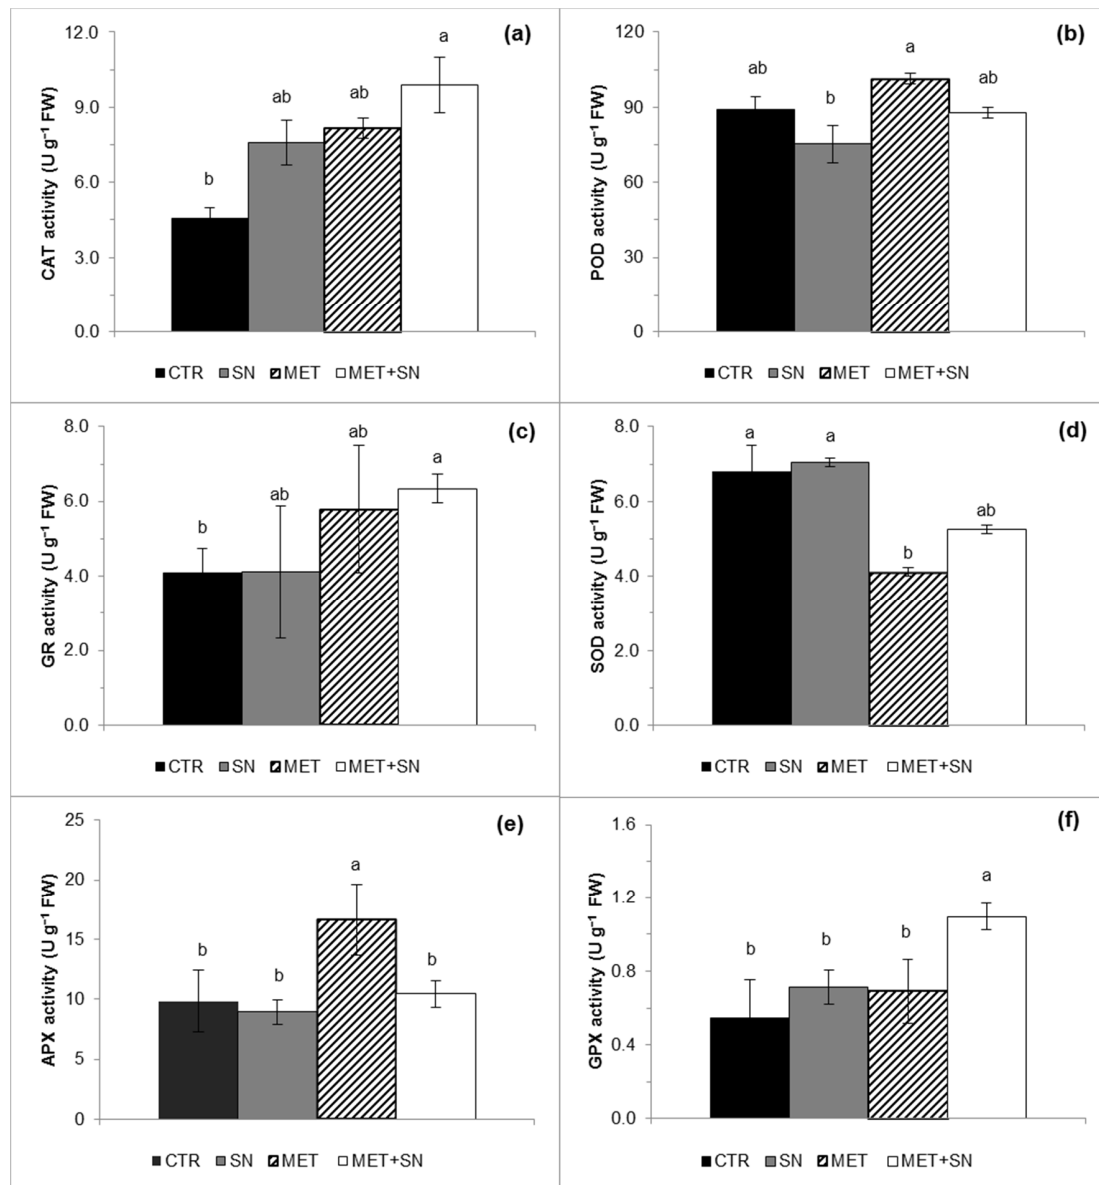 (a)
CAT activity (U g⁻¹ FW)
12.0
9.0
6.0
3.0
0.0
b
ab
ab
a
CTR SN MET MET+SN
(b)
POD activity (U g⁻¹ FW)
120
90
60
30
0
ab
b
a
ab
CTR SN MET MET+SN
(c)
GR activity (U g⁻¹ FW)
8.0
6.0
4.0
2.0
0.0
b
ab
ab
a
CTR SN MET MET+SN
(d)
SOD activity (U g⁻¹ FW)
8.0
6.0
4.0
2.0
0.0
a
a
b
ab
CTR SN MET MET+SN
(e)
APX activity (U g⁻¹ FW)
25
20
15
10
5
0
b
b
a
b
CTR SN MET MET+SN
(f)
GPX activity (U g⁻¹ FW)
1.6
1.2
0.8
0.4
0.0
b
b
b
a
CTR SN MET MET+SN